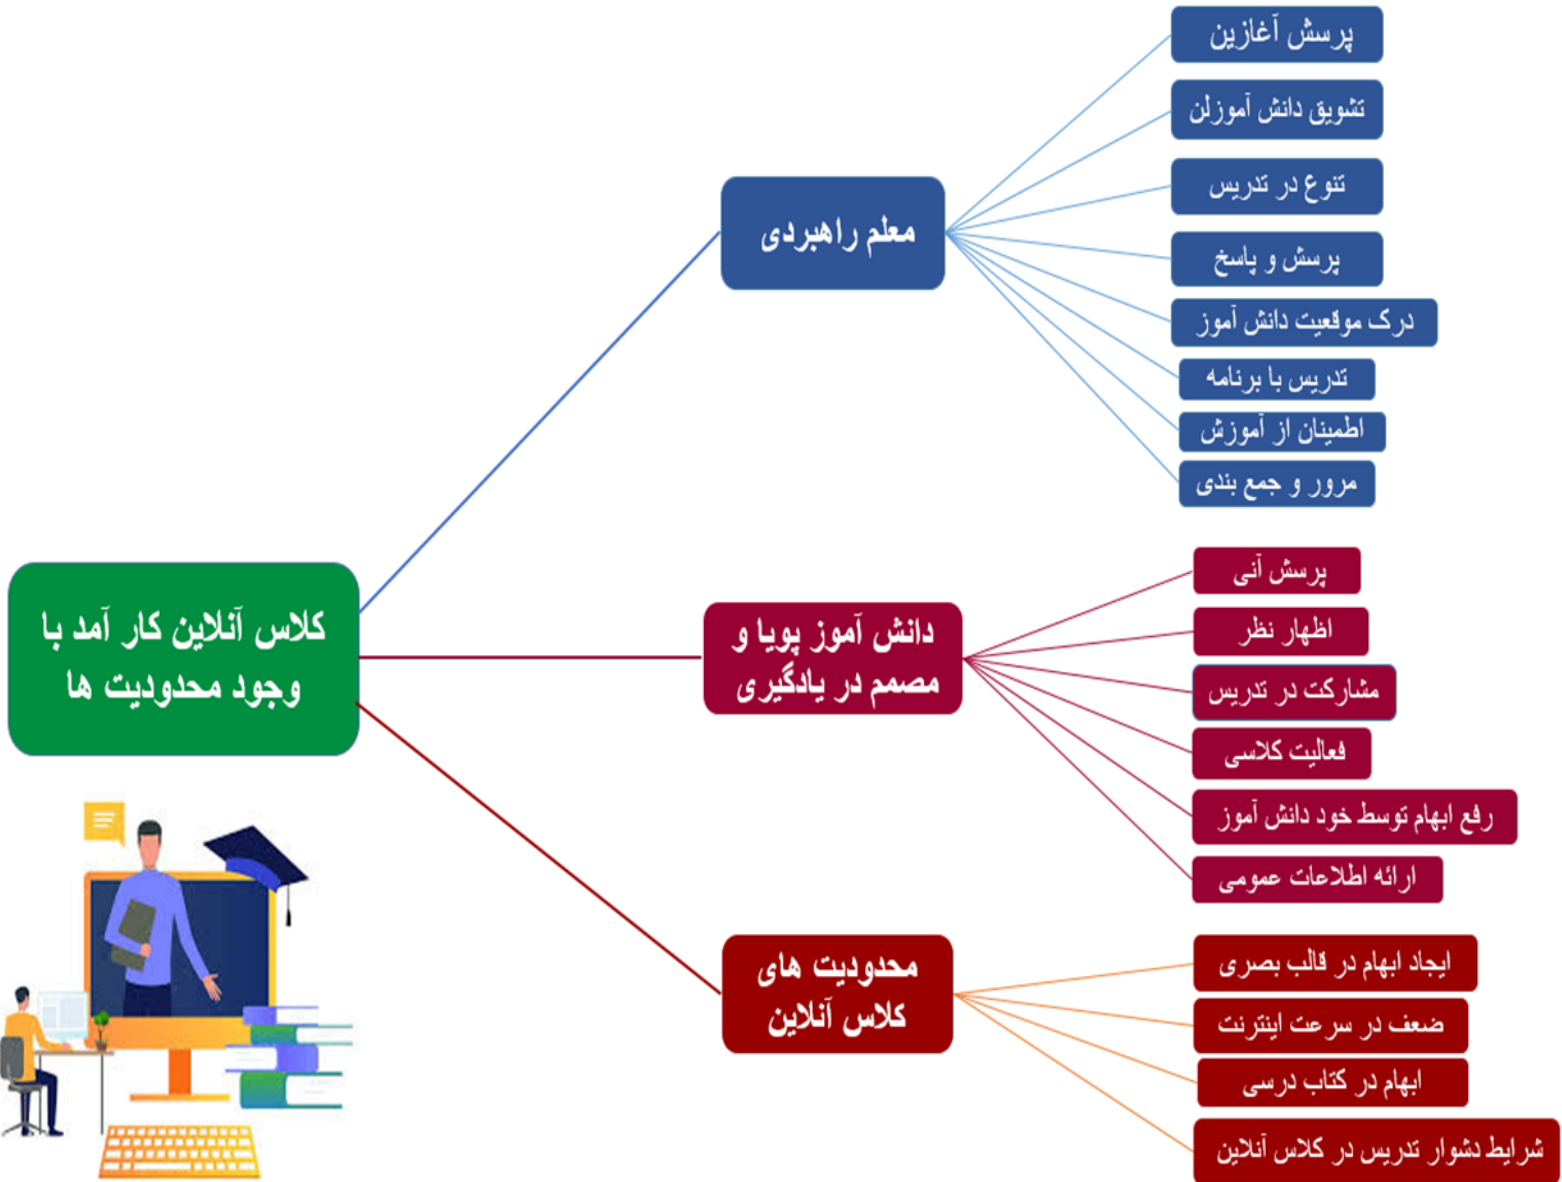 کلاس آنلاین کار آمد با
وجود محدودیت ها
معلم راهبردی
پرسش آغازین
تشویق دانش آموزلن
تنوع در تدریس
پرسش و پاسخ
درک موقعیت دانش آموز
تدریس با برنامه
اطمینان از آموزش
مرور و جمع بندی
دانش آموز پویا و
مصمم در یادگیری
پرسش آنی
اظهار نظر
مشارکت در تدریس
فعالیت کلاسی
رفع ابهام توسط خود دانش آموز
ارائه اطلاعات عمومی
محدودیت های
کلاس آنلاین
ایجاد ابهام در قالب بصری
ضعف در سرعت اینترنت
ابهام در کتاب درسی
شرایط دشوار تدریس در کلاس آنلاین